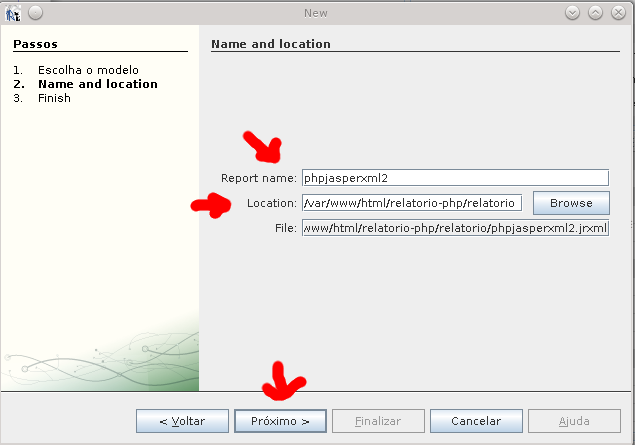 New
Passos
1. Escolha o modelo
2. Name and location
3. Finish
Name and location
Report name: phpjasperxml2
Location: /var/www/html/relatorio-php/relatorio Browse
File: www/html/relatorio-php/relatorio/phpjasperxml2.jrxml
< Voltar Próximo > Finalizar Cancelar Ajuda